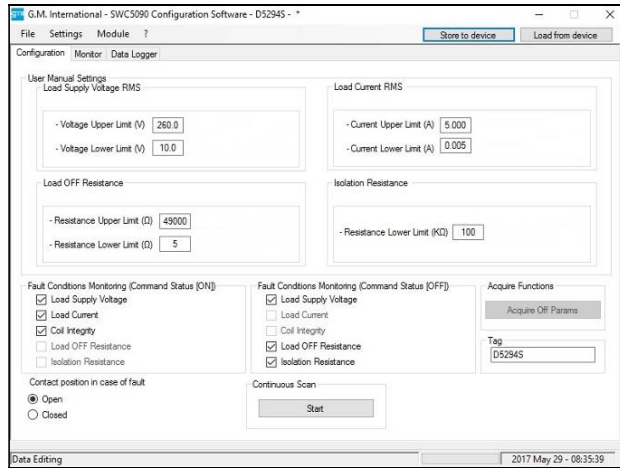 G.M. International - SWC5090 Configuration Software - D5294S - *
File Settings Module ? Store to device Load from device
Configuration Monitor Data Logger
User Manual Settings
Load Supply Voltage RMS
- Voltage Upper Limit (V) 260.0
- Voltage Lower Limit (V) 10.0
Load Current RMS
- Current Upper Limit (A) 5.000
- Current Lower Limit (A) 0.005
Load OFF Resistance
- Resistance Upper Limit (Ω) 49000
- Resistance Lower Limit (Ω) 5
Isolation Resistance
- Resistance Lower Limit (KΩ) 100
Fault Conditions Monitoring (Command Status [ON])
Load Supply Voltage
Load Current
Coil Integrity
Load OFF Resistance
Isolation Resistance
Fault Conditions Monitoring (Command Status [OFF])
Load Supply Voltage
Load Current
Coil Integrity
Load OFF Resistance
Isolation Resistance
Acquire Functions
Acquire Off Params
Tag
D5294S
Contact position in case of fault
Open
Closed
Continuous Scan
Start
Data Editing 2017 May 29 - 08:35:39